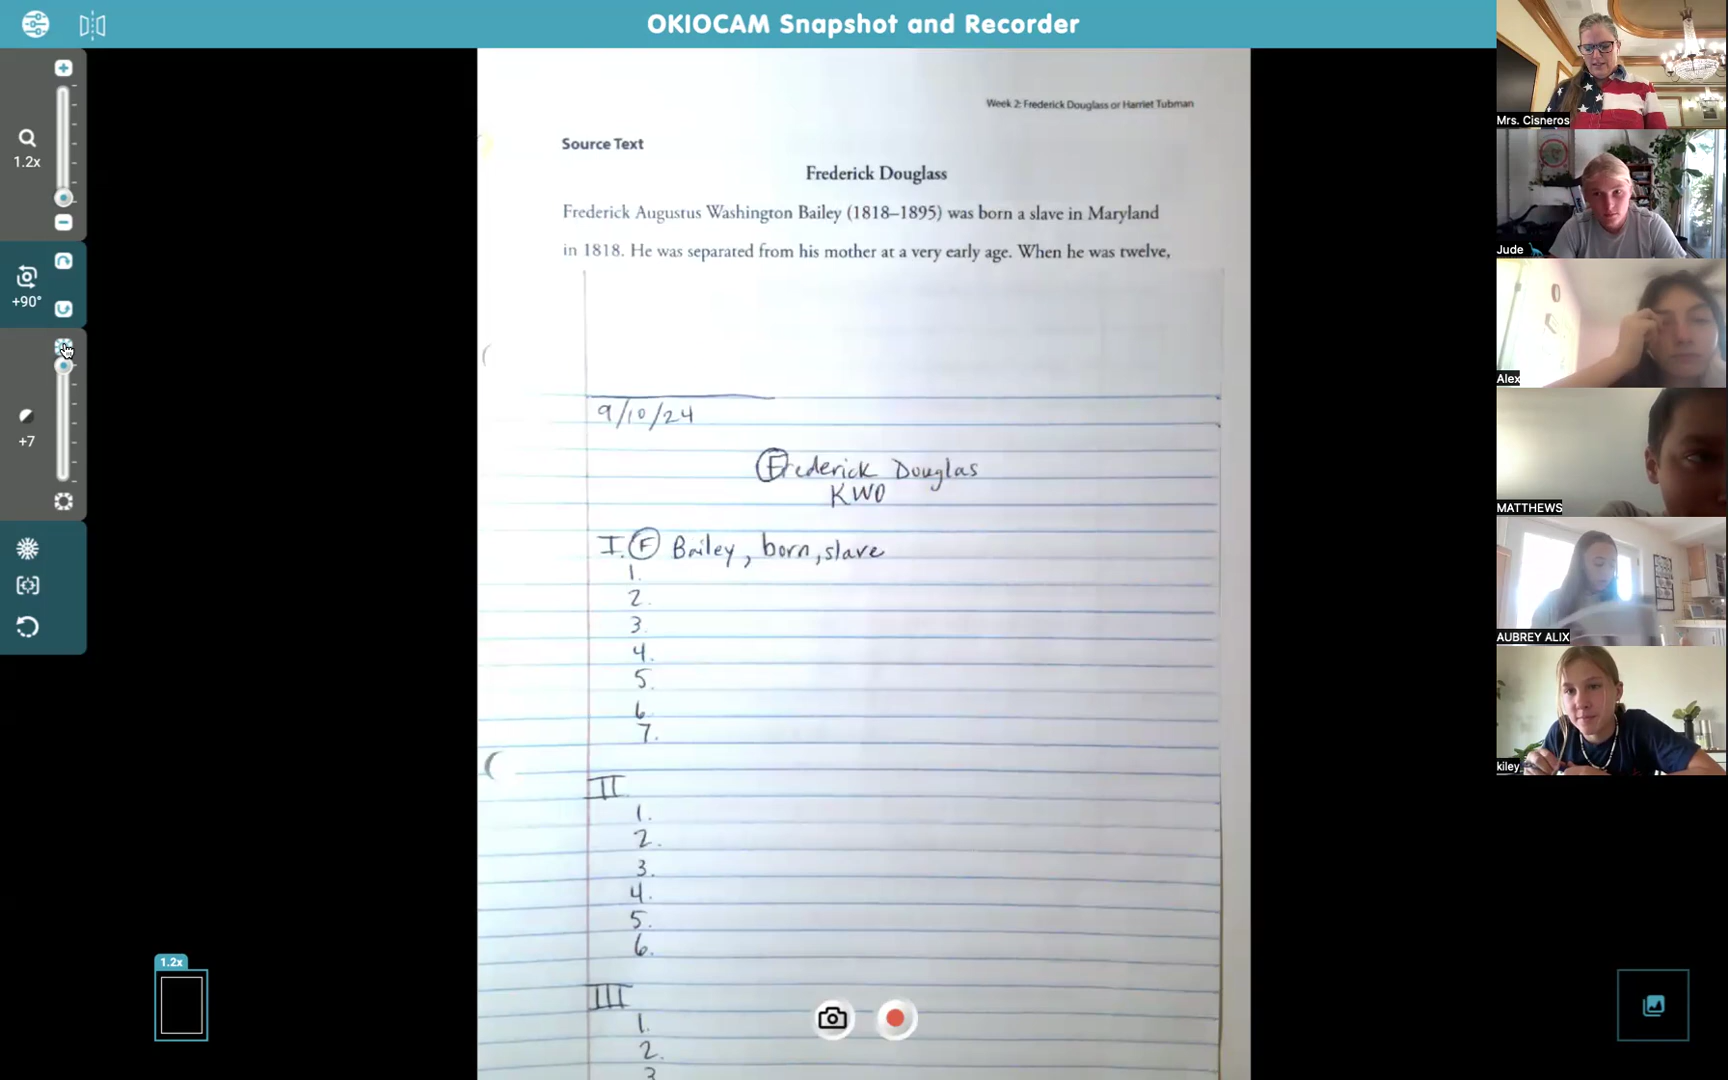 OKIOCAM Snapshot and Recorder
1.2x
+90°
+7
1.2x
Week 2: Frederick Douglass or Harriet Tubman
Source Text
Frederick Douglass
Frederick Augustus Washington Bailey (1818–1895) was born a slave in Maryland
in 1818. He was separated from his mother at a very early age. When he was twelve,
9/10/24
Frederick Douglas
KWO
I. F Bailey, born, slave
1.
2.
3.
4.
5.
6.
7.
II
1.
2.
3.
4.
5.
6.
III
1.
2.
3
Mrs. Cisneros
Jude
Alex
MATTHEWS
AUBREY ALIX
kiley